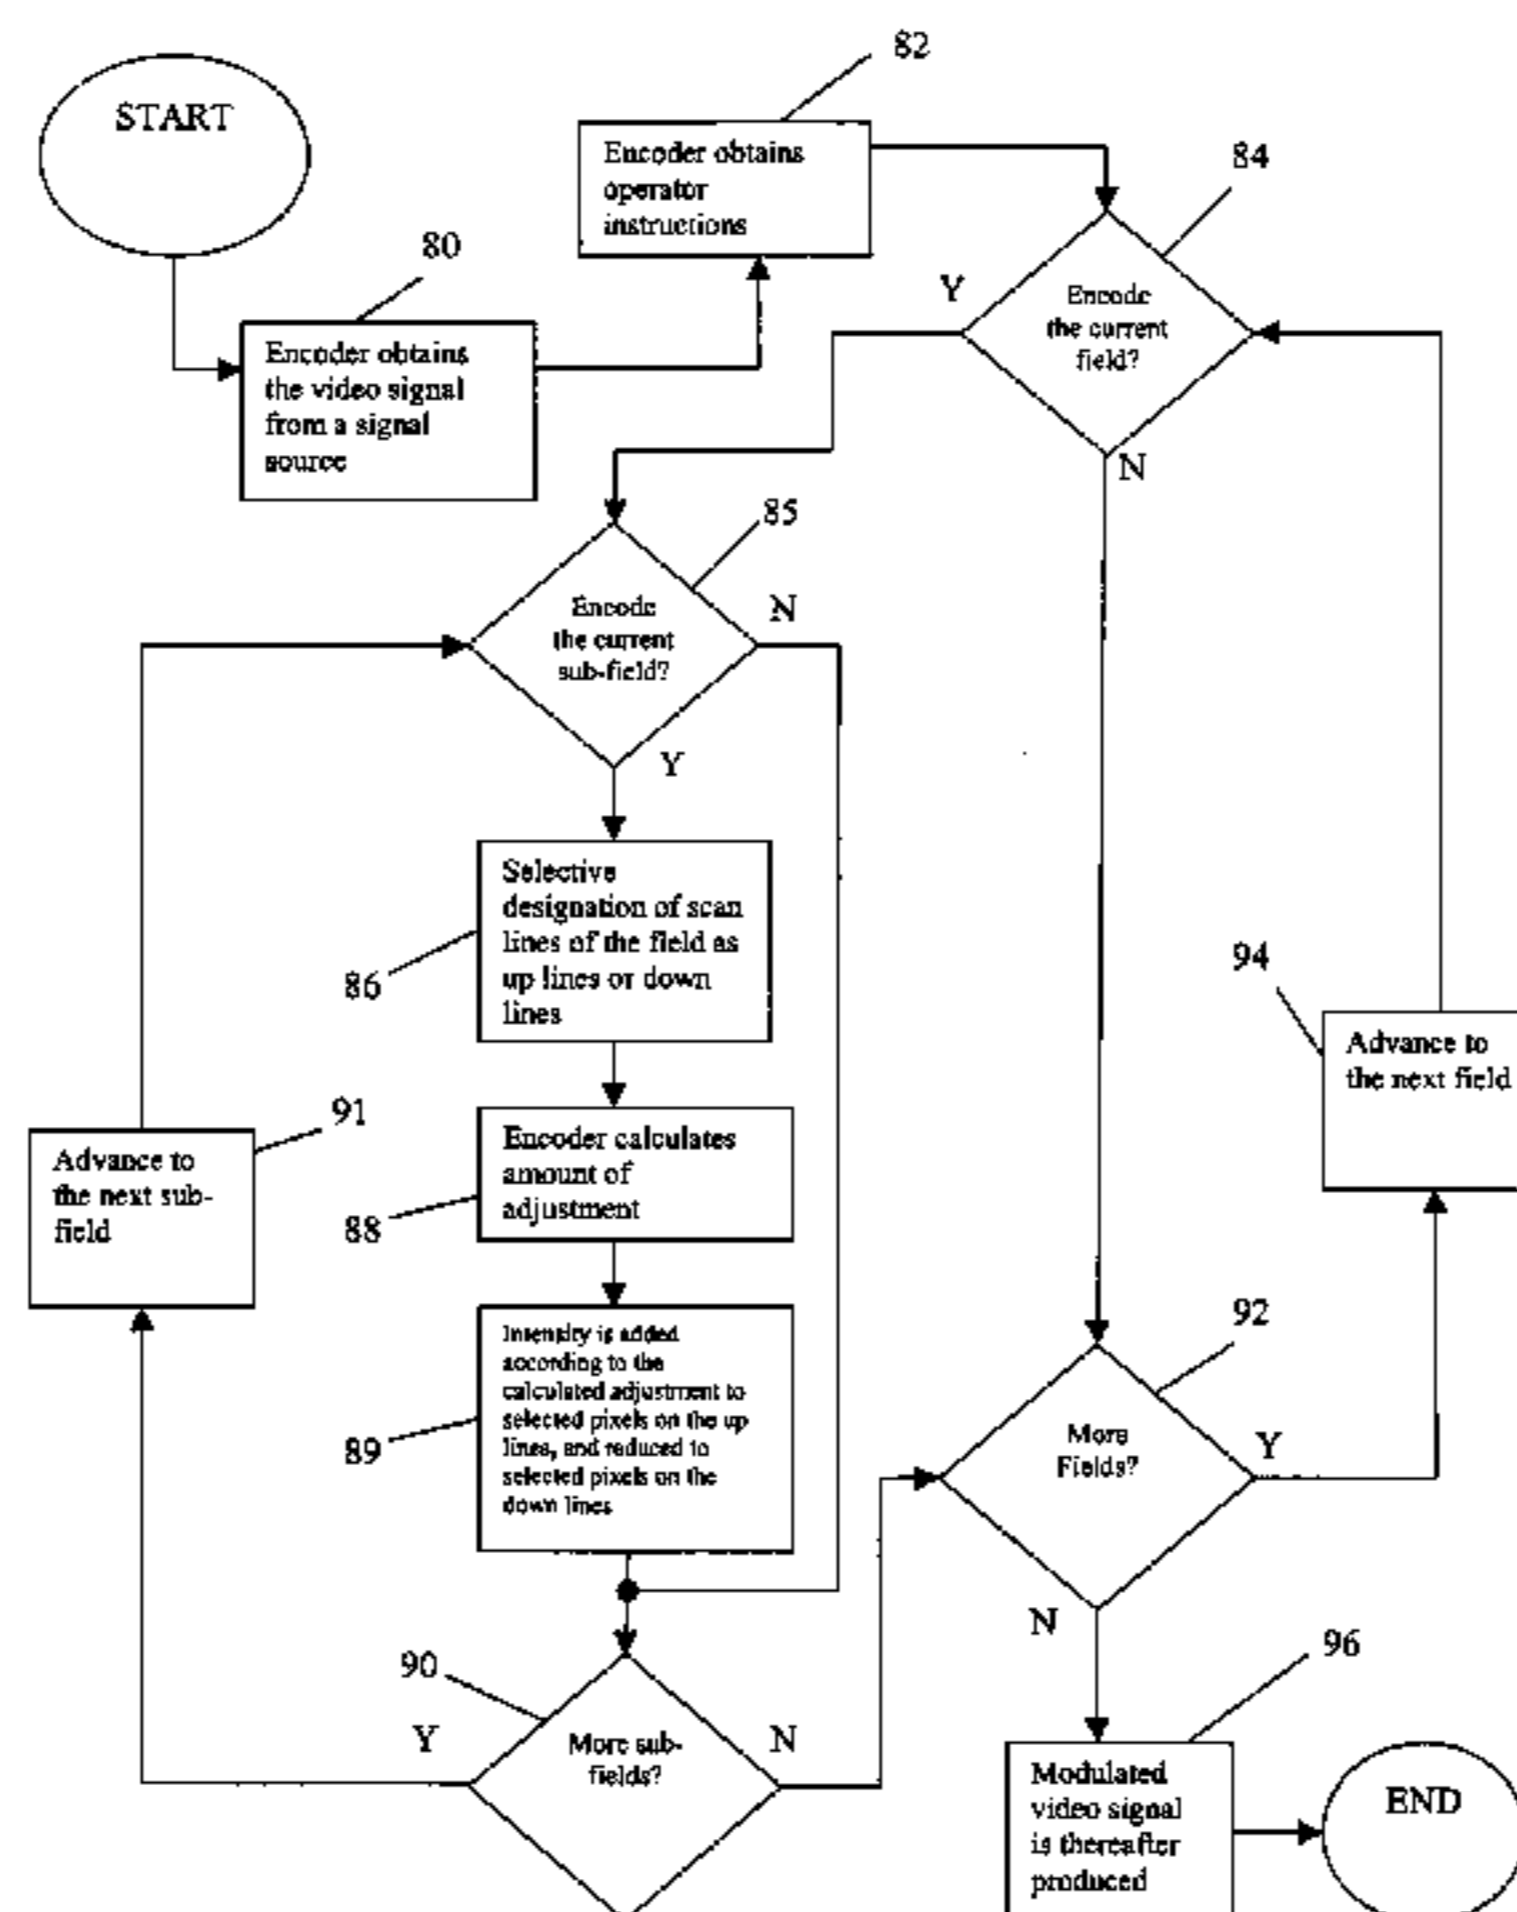 82
START
Encoder obtains
operator
instructions
84
80
Y
Encode
the current
field?
Encoder obtains
the video signal
from a signal
source
N
85
Encode
the current
sub-field?
N
Y
Selective
designation of scan
lines of the field as
up lines or down
lines
86
94
Advance to
the next field
91
Advance to
the next sub-
field
Encoder calculates
amount of
adjustment
88
92
Intensity is added
according to the
calculated adjustment to
selected pixels on the up
lines, and reduced to
selected pixels on the
down lines
89
More
Fields?
Y
N
90
96
Y
More sub-
fields?
N
Modulated
video signal
is thereafter
produced
END